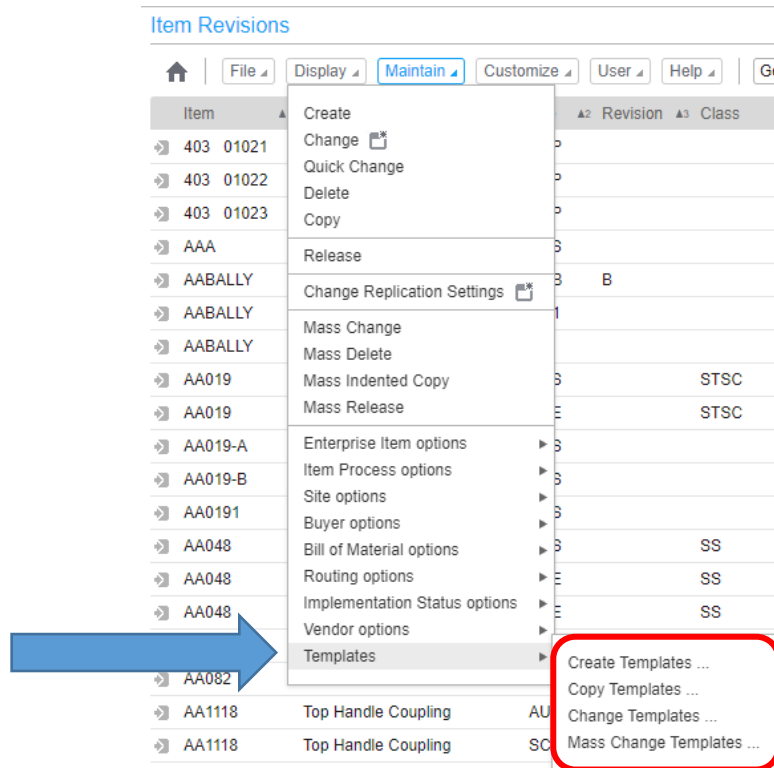 Item Revisions
File Display Maintain Customize User Help
Item 2 Revision 3 Class
403 01021
403 01022
403 01023
AAA
AABALLY B
AABALLY
AABALLY
AA019 STSC
AA019 STSC
AA019-A
AA019-B
AA0191
AA048 SS
AA048 SS
AA048 SS
AA082
AA1118 Top Handle Coupling AU
AA1118 Top Handle Coupling SC
Create
Change
Quick Change
Delete
Copy
Release
Change Replication Settings
Mass Change
Mass Delete
Mass Indented Copy
Mass Release
Enterprise Item options
Item Process options
Site options
Buyer options
Bill of Material options
Routing options
Implementation Status options
Vendor options
Templates
Create Templates ...
Copy Templates ...
Change Templates ...
Mass Change Templates ...